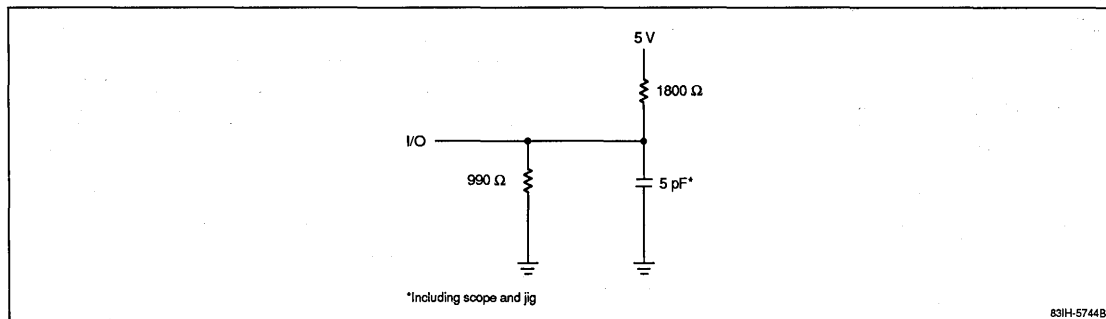 5 V
1800 Ω
I/O
990 Ω
5 pF*
*Including scope and jig
83IH-5744B